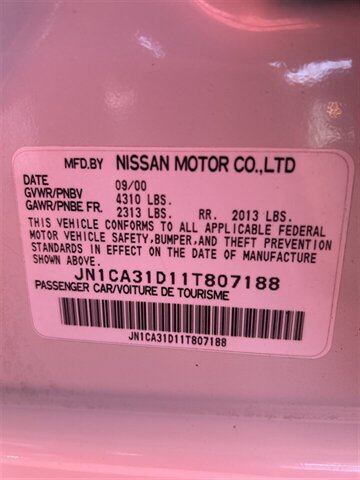 MFD.BY NISSAN MOTOR CO.,LTD
DATE 09/00
GVWR/PNBV 4310 LBS.
GAWR/PNBE FR. 2313 LBS. RR. 2013 LBS.
THIS VEHICLE CONFORMS TO ALL APPLICABLE FEDERAL
MOTOR VEHICLE SAFETY,BUMPER,AND THEFT PREVENTION
STANDARDS IN EFFECT ON THE DATE OF MANUFACTURE
SHOWN ABOVE.
JN1CA31D11T807188
PASSENGER CAR/VOITURE DE TOURISME
JN1CA31D11T807188